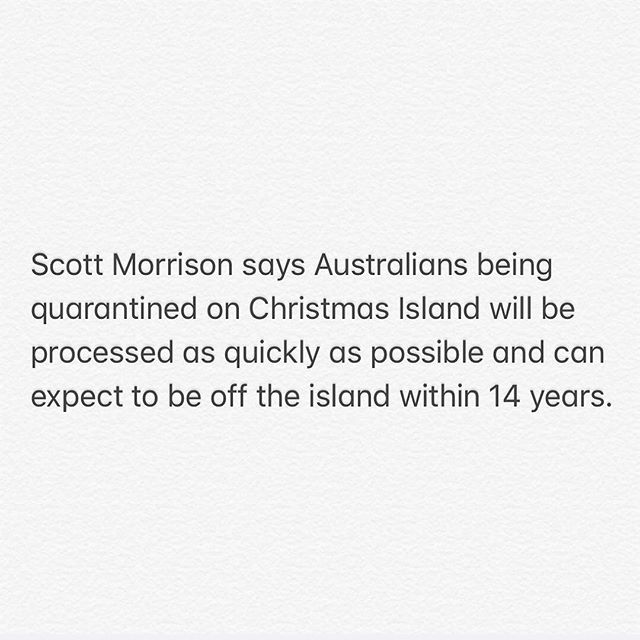 Scott Morrison says Australians being
quarantined on Christmas Island will be
processed as quickly as possible and can
expect to be off the island within 14 years.